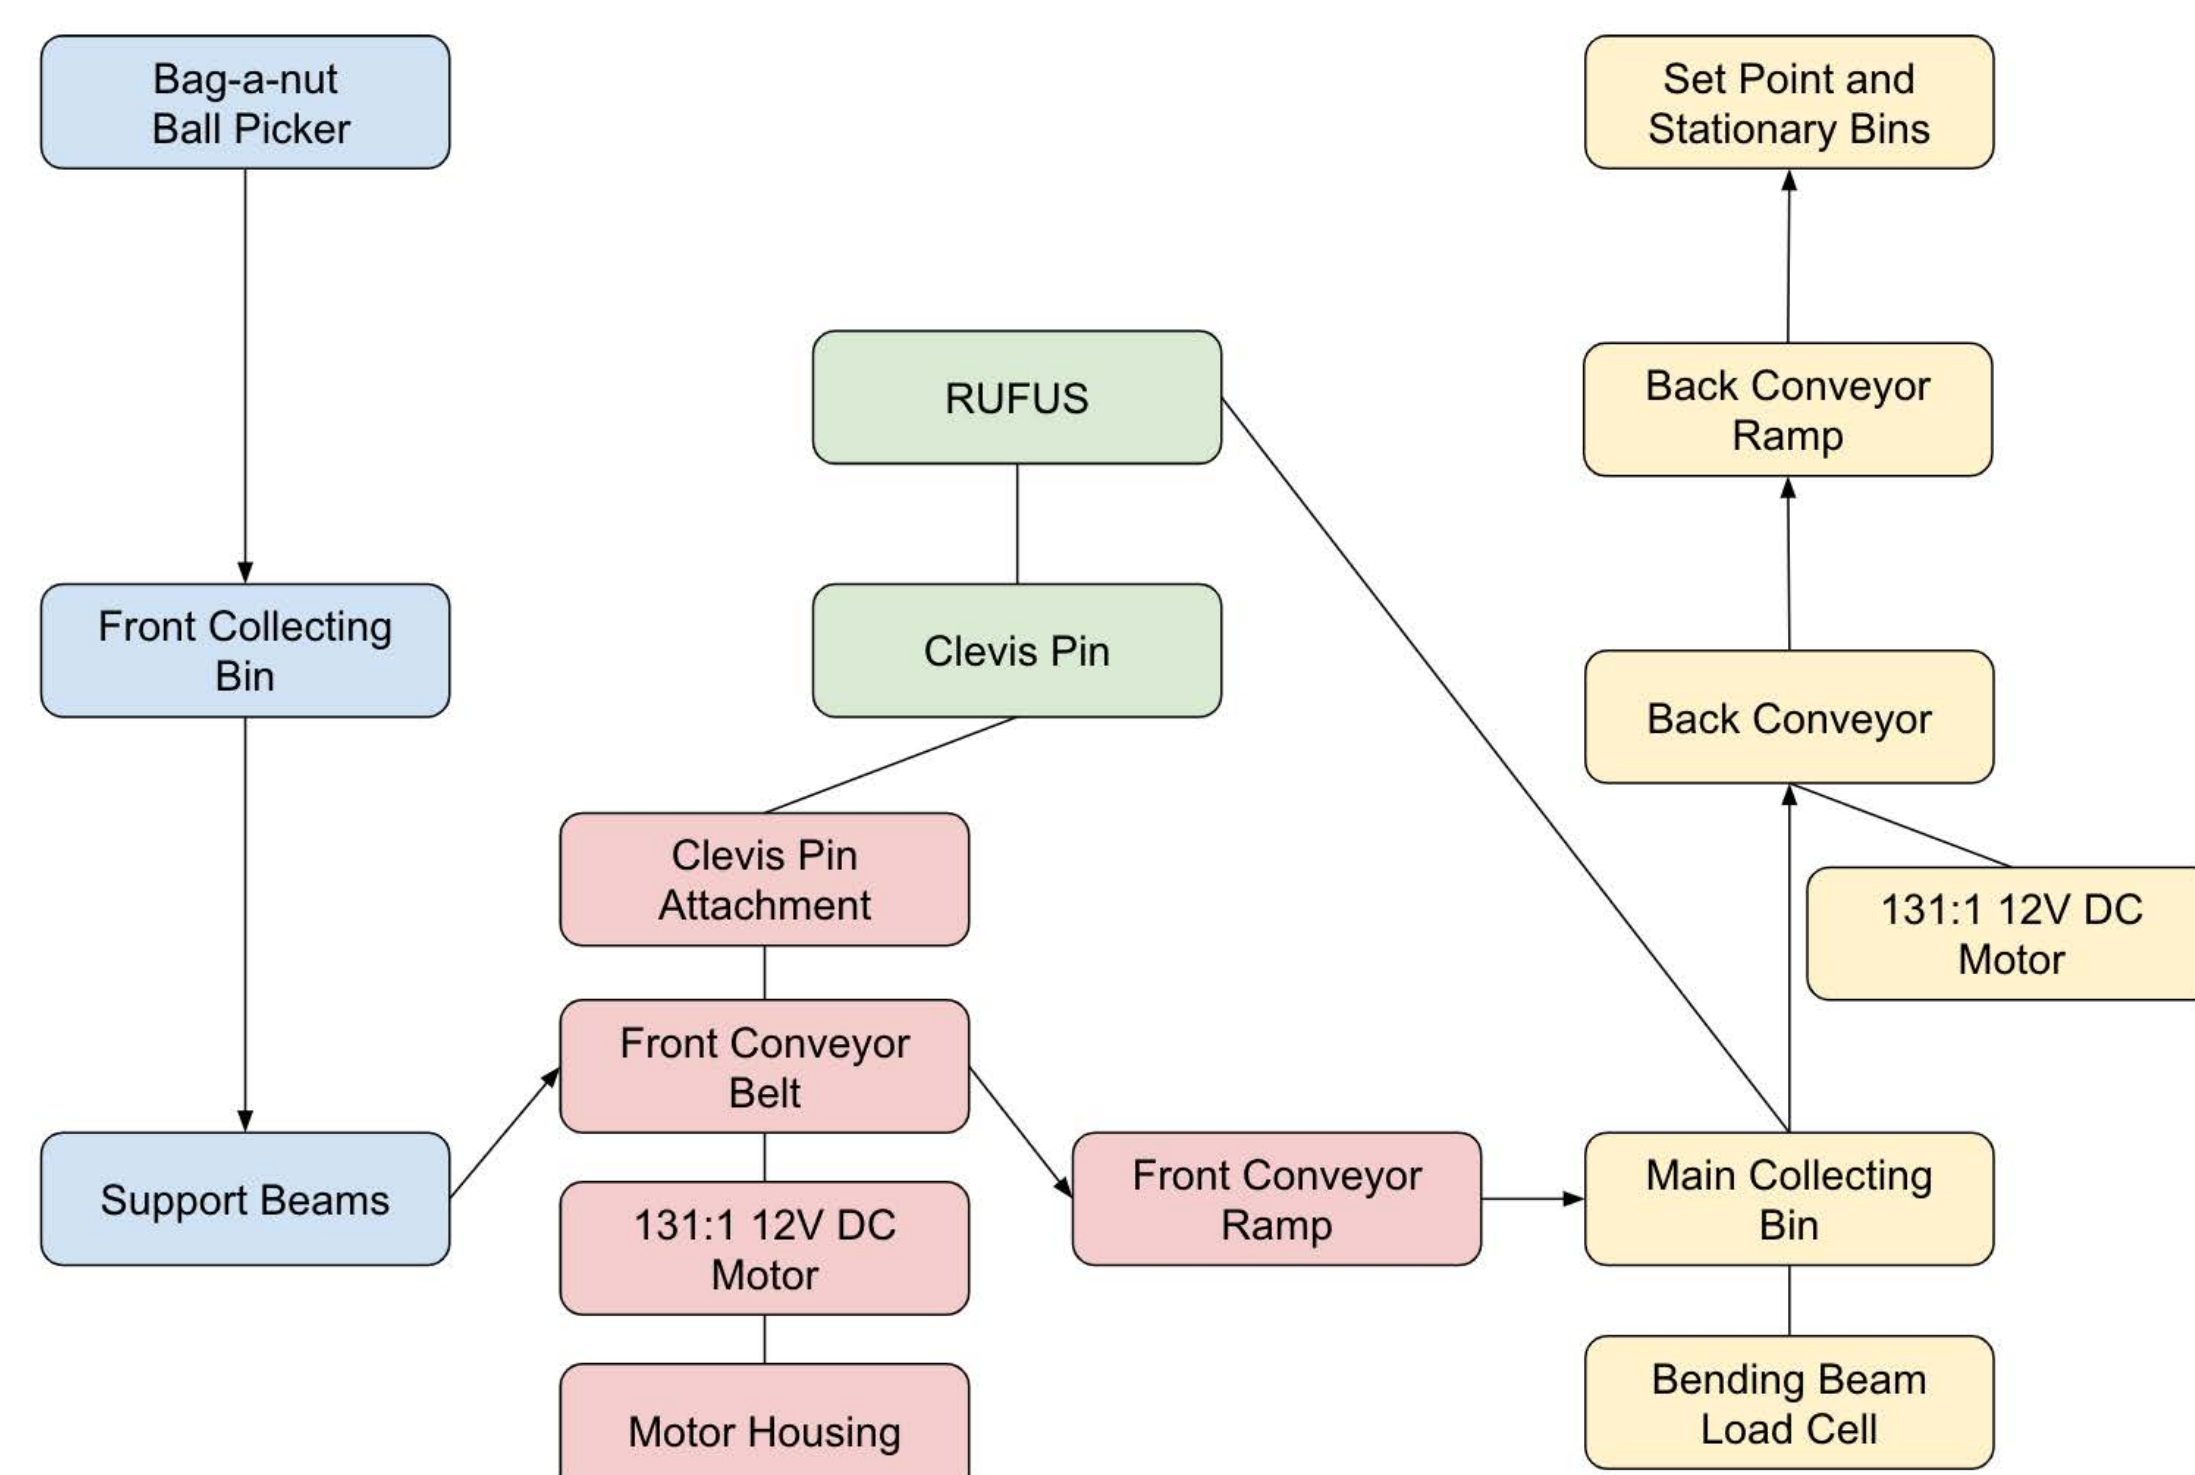 Bag-a-nut
Ball Picker
Set Point and
Stationary Bins
RUFUS
Back Conveyor
Ramp
Front Collecting
Bin
Clevis Pin
Back Conveyor
Clevis Pin
Attachment
131:1 12V DC
Motor
Front Conveyor
Belt
Support Beams
Front Conveyor
Ramp
Main Collecting
Bin
131:1 12V DC
Motor
Bending Beam
Load Cell
Motor Housing